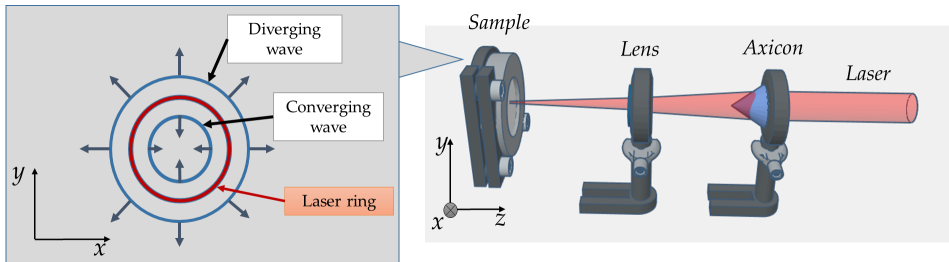 Diverging
wave
Converging
wave
Laser ring
y
x
Sample
Lens
Axicon
Laser
y
x
z